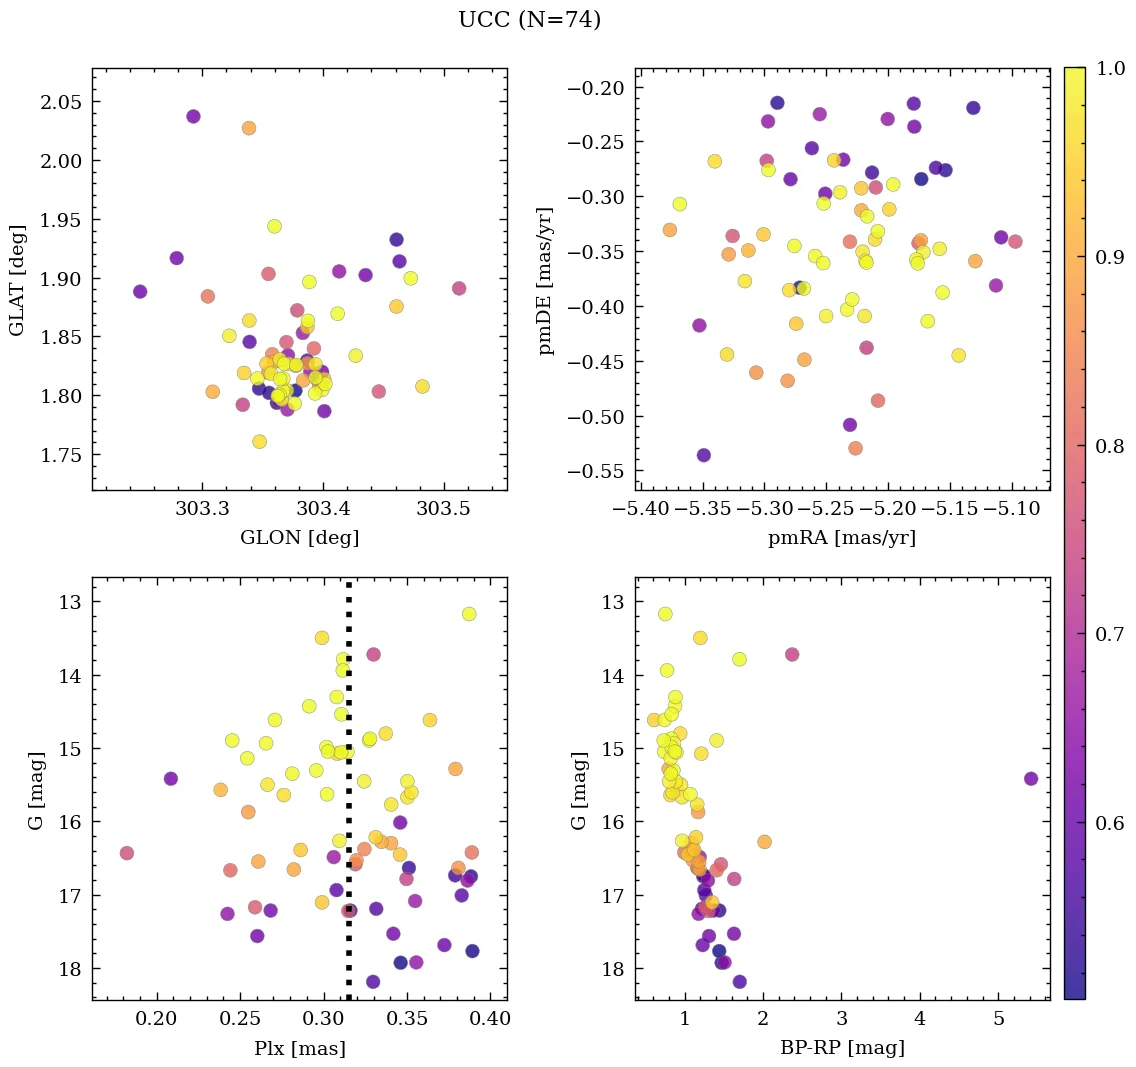 UCC (N=74)
2.05
2.00
1.95
1.90
1.85
1.80
1.75
GLAT [deg]
303.3 303.4 303.5
GLON [deg]
−0.20
−0.25
−0.30
−0.35
−0.40
−0.45
−0.50
−0.55
pmDE [mas/yr]
−5.40 −5.35 −5.30 −5.25 −5.20 −5.15 −5.10
pmRA [mas/yr]
1.0
0.9
0.8
0.7
0.6
13
14
15
16
17
18
G [mag]
0.20 0.25 0.30 0.35 0.40
Plx [mas]
13
14
15
16
17
18
G [mag]
1 2 3 4 5
BP-RP [mag]